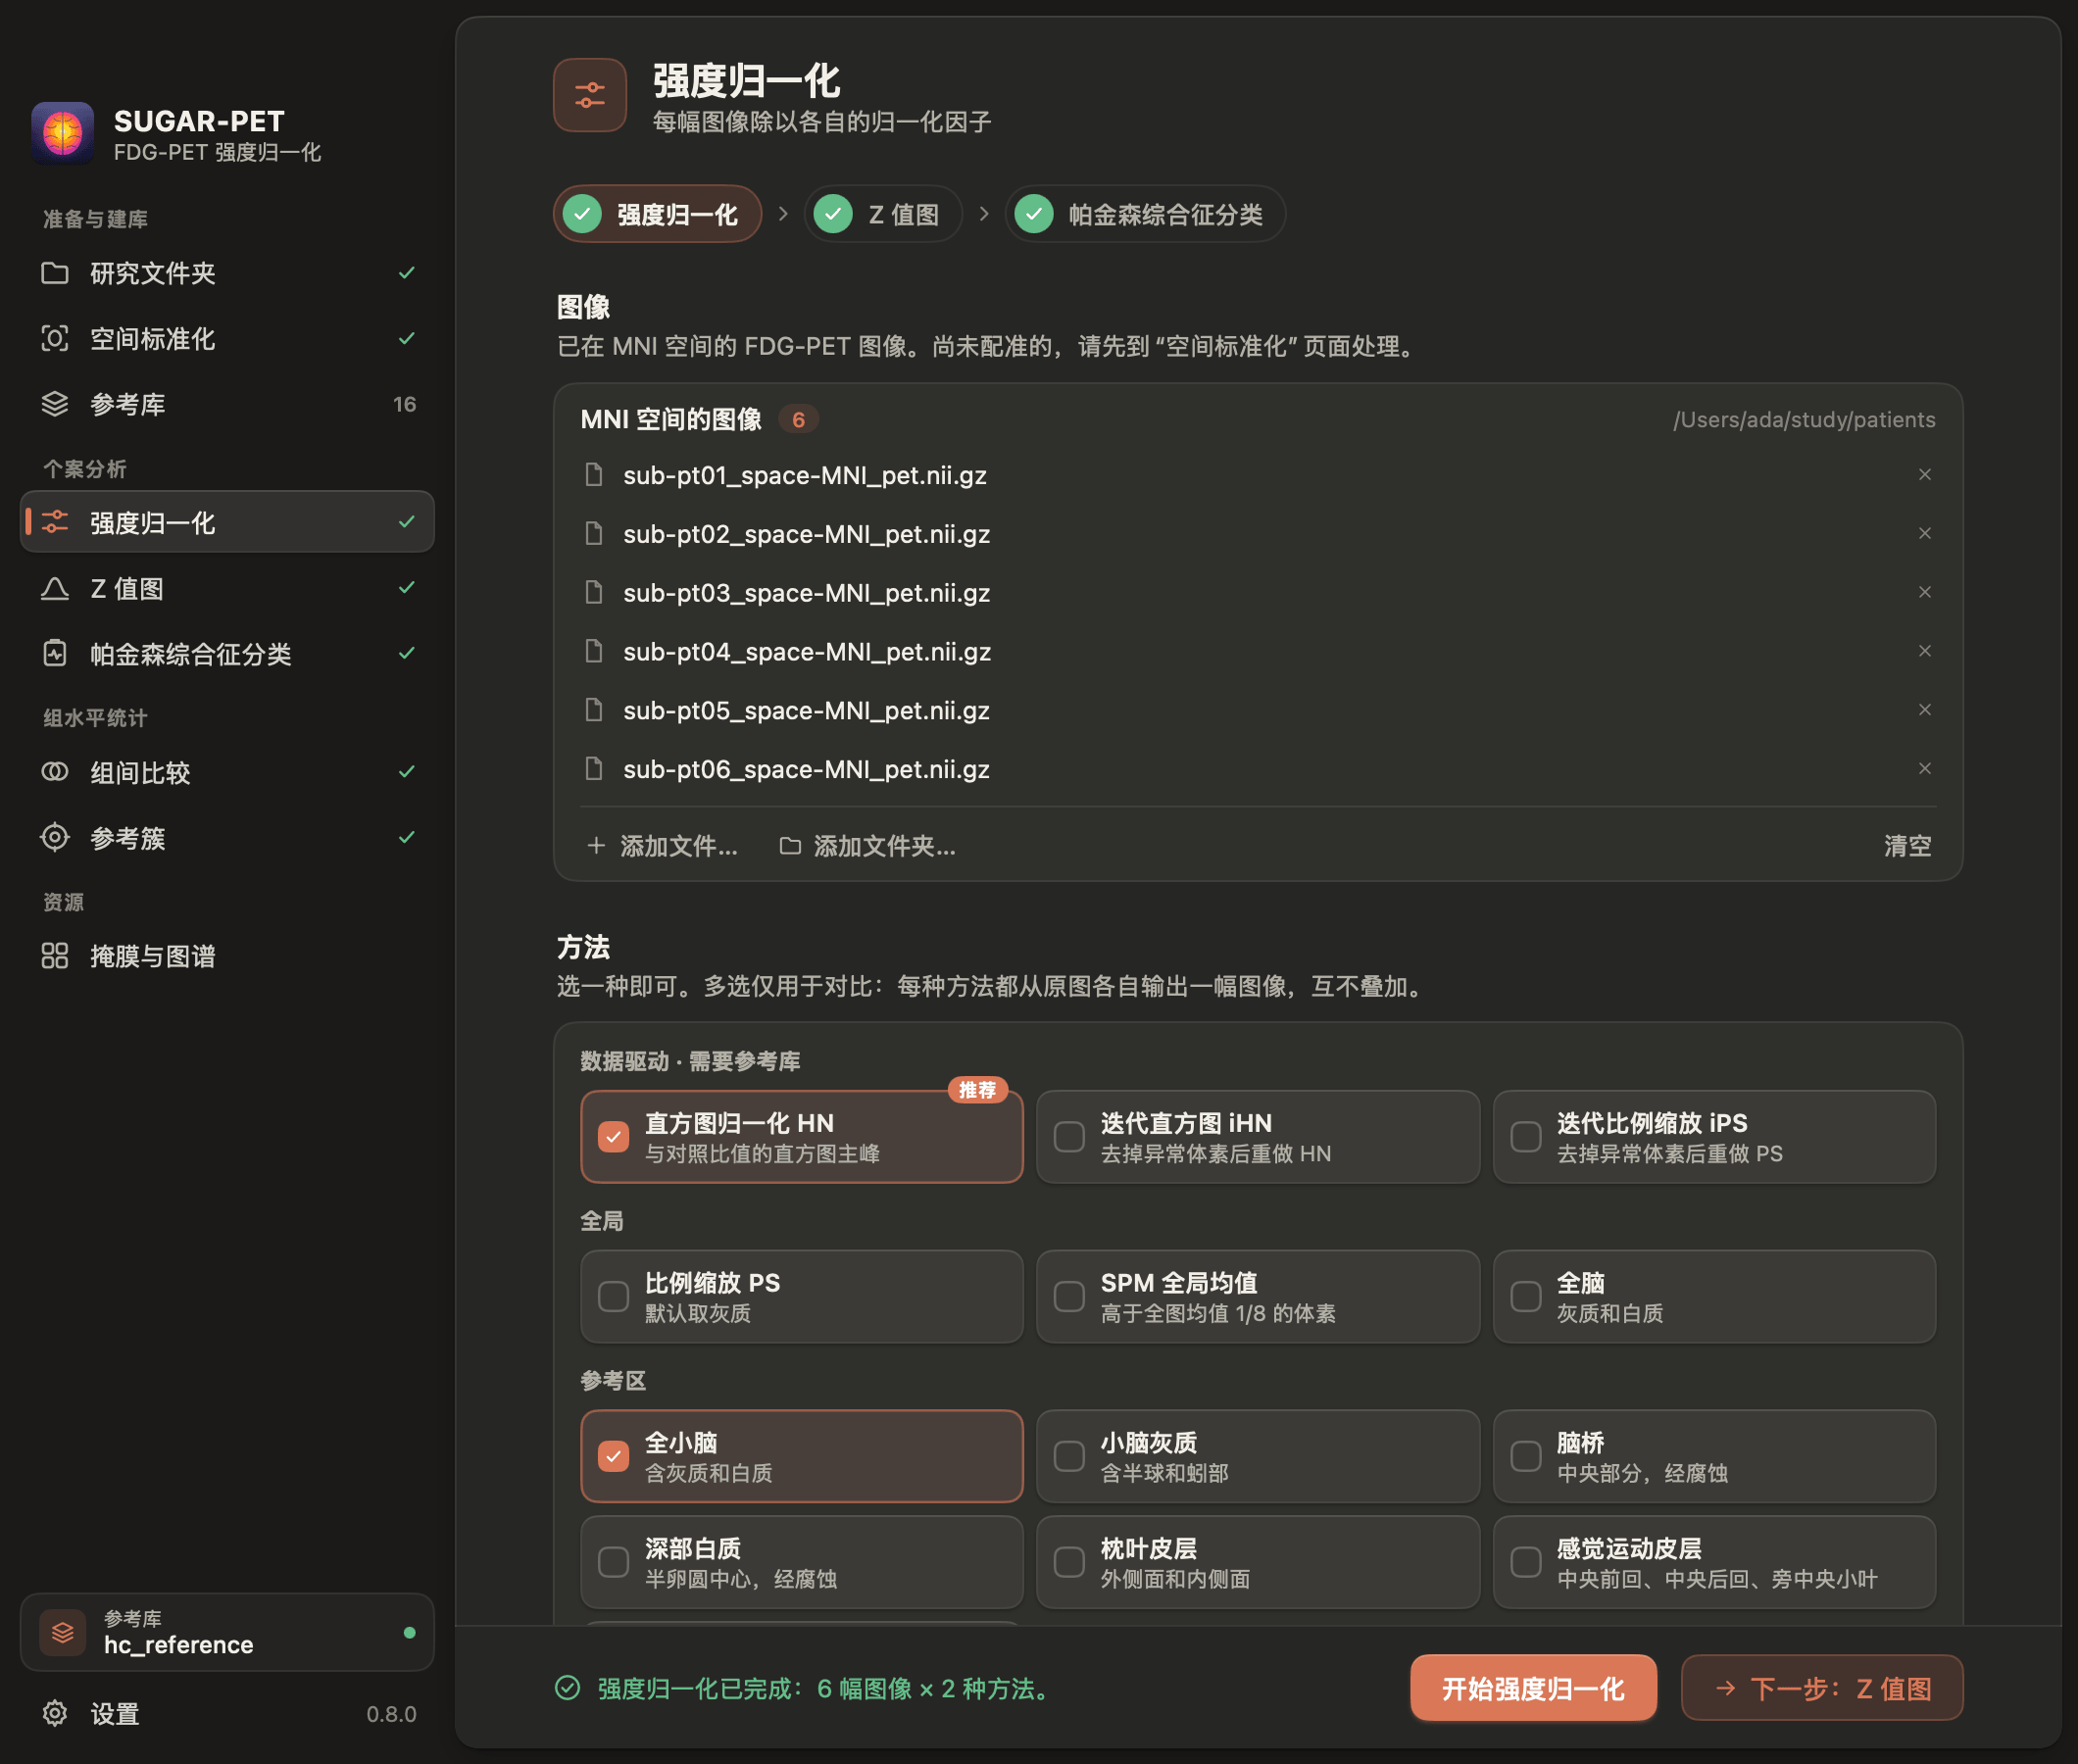 SUGAR-PET
FDG-PET 强度归一化
准备与建库
研究文件夹
空间标准化
参考库 16
个案分析
强度归一化
Z 值图
帕金森综合征分类
组水平统计
组间比较
参考簇
资源
掩膜与图谱
参考库
hc_reference
设置 0.8.0
强度归一化
每幅图像除以各自的归一化因子
强度归一化 Z 值图 帕金森综合征分类
图像
已在 MNI 空间的 FDG-PET 图像。尚未配准的，请先到 “空间标准化” 页面处理。
MNI 空间的图像 6 /Users/ada/study/patients
sub-pt01_space-MNI_pet.nii.gz
sub-pt02_space-MNI_pet.nii.gz
sub-pt03_space-MNI_pet.nii.gz
sub-pt04_space-MNI_pet.nii.gz
sub-pt05_space-MNI_pet.nii.gz
sub-pt06_space-MNI_pet.nii.gz
添加文件... 添加文件夹... 清空
方法
选一种即可。多选仅用于对比：每种方法都从原图各自输出一幅图像，互不叠加。
数据驱动 · 需要参考库
推荐
直方图归一化 HN
与对照比值的直方图主峰
迭代直方图 iHN
去掉异常体素后重做 HN
迭代比例缩放 iPS
去掉异常体素后重做 PS
全局
比例缩放 PS
默认取灰质
SPM 全局均值
高于全图均值 1/8 的体素
全脑
灰质和白质
参考区
全小脑
含灰质和白质
小脑灰质
含半球和蚓部
脑桥
中央部分，经腐蚀
深部白质
半卵圆中心，经腐蚀
枕叶皮层
外侧面和内侧面
感觉运动皮层
中央前回、中央后回、旁中央小叶
强度归一化已完成：6 幅图像 × 2 种方法。
开始强度归一化
下一步：Z 值图